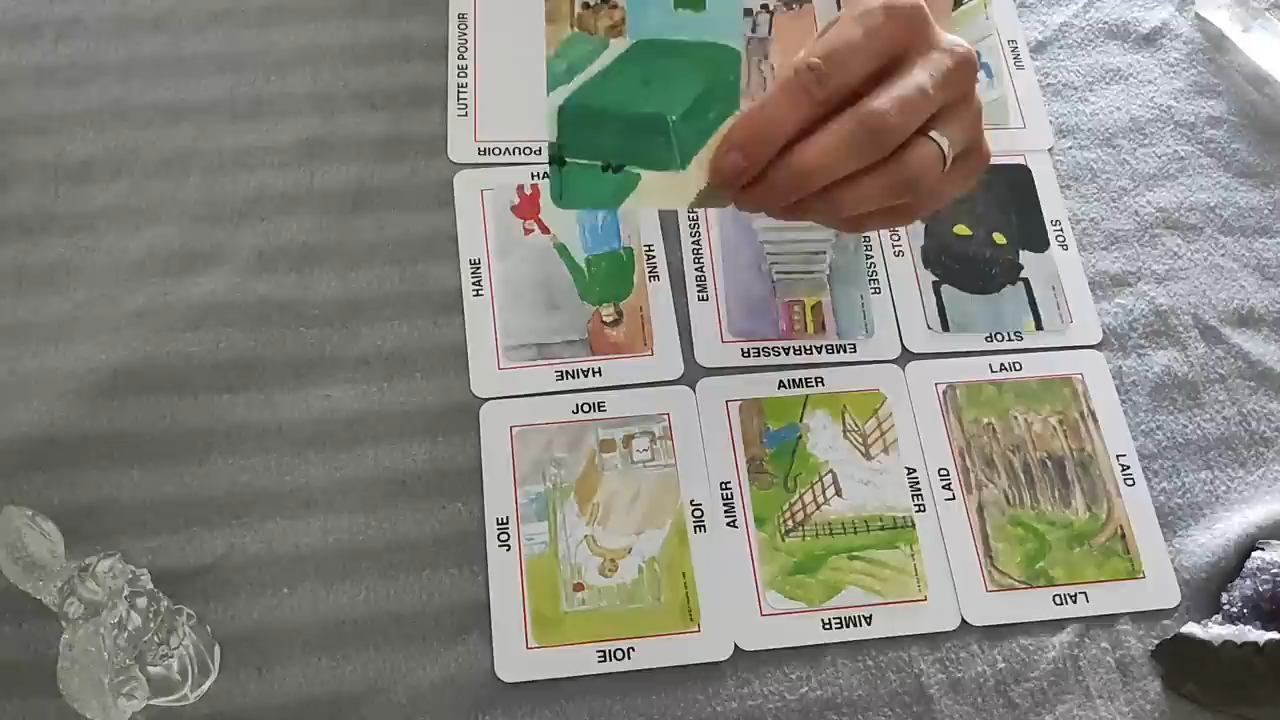 LUTTE DE POUVOIR
POUVOIR
ENNUI
HAINE
HAINE
HAINE
EMBARRASSER
EMBARRASSER
STOP
STOP
STOP
JOIE
JOIE
JOIE
JOIE
AIMER
AIMER
AIMER
AIMER
LAID
LAID
LAID
LAID